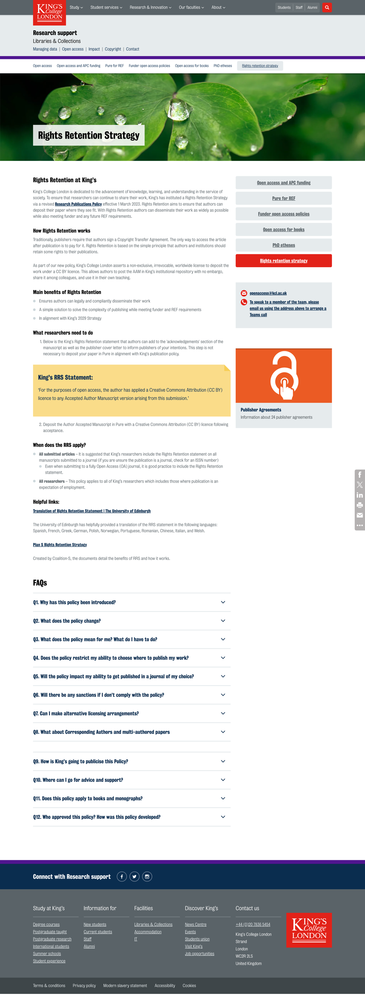 KING'S
College
LONDON
Study
Student services
Research & Innovation
Our faculties
About
Students
Staff
Alumni
Research support
Libraries & Collections
Managing data | Open access | Impact | Copyright | Contact
Open access
Open access and APC funding
Pure for REF
Funder open access policies
Open access for books
PhD etheses
Rights retention strategy
Rights Retention Strategy
Rights Retention at King's
King's College London is dedicated to the advancement of knowledge, learning, and understanding in the service of
society. To ensure that researchers can continue to share their work, King's has instituted a Rights Retention Strategy
via a revised Research Publications Policy effective 1 March 2023. Rights Retention aims to ensure that authors can
deposit their paper where they see fit. With Rights Retention authors can disseminate their work as widely as possible
while also meeting funder and any future REF requirements.
How Rights Retention works
Traditionally, publishers require that authors sign a Copyright Transfer Agreement. The only way to access the article
after publication is to pay for it. Rights Retention is based on the simple principle that authors and institutions should
retain some rights to their publications.
As part of our new policy, King's College London asserts a non-exclusive, irrevocable, worldwide license to deposit the
work under a CC BY licence. This allows authors to post the AAM in King's institutional repository with no embargo,
share it among colleagues, and use it in their own teaching.
Main benefits of Rights Retention
Ensures authors can legally and compliantly disseminate their work
A simple solution to solve the complexity of publishing while meeting funder and REF requirements
In alignment with King's 2029 Strategy
What researchers need to do
1. Below is the King's Rights Retention statement that authors can add to the 'acknowledgements' section of the
manuscript as well as the publisher cover letter to inform publishers of your intentions. This step is not
necessary to deposit your paper in Pure in alignment with King's publication policy.
King's RRS Statement:
‘For the purposes of open access, the author has applied a Creative Commons Attribution (CC BY)
licence to any Accepted Author Manuscript version arising from this submission.’
2. Deposit the Author Accepted Manuscript in Pure with a Creative Commons Attribution (CC BY) licence following
acceptance.
When does the RRS apply?
All submitted articles – It is suggested that King's researchers include the Rights Retention statement on all
manuscripts submitted to a journal (if you are unsure the publication is a journal, check for an ISSN number)
Even when submitting to a fully Open Access (OA) journal, it is good practice to include the Rights Retention
statement.
All researchers – This policy applies to all of King's researchers which includes those where publication is an
expectation of employment.
Helpful links:
Translation of Rights Retention Statement | The University of Edinburgh
The University of Edinburgh has helpfully provided a translation of the RRS statement in the following languages:
Spanish, French, Greek, German, Polish, Norwegian, Portuguese, Romanian, Chinese, Italian, and Welsh.
Plan S Rights Retention Strategy
Created by Coalition-S, the documents detail the benefits of RRS and how it works.
Open access and APC funding
Pure for REF
Funder open access policies
Open access for books
PhD etheses
Rights retention strategy
openaccess@kcl.ac.uk
To speak to a member of the team, please
email us using the address above to arrange a
Teams call
Publisher Agreements
Information about 24 publisher agreements
FAQs
Q1. Why has this policy been introduced?
Q2. What does the policy change?
Q3. What does the policy mean for me? What do I have to do?
Q4. Does the policy restrict my ability to choose where to publish my work?
Q5. Will the policy impact my ability to get published in a journal of my choice?
Q6. Will there be any sanctions if I don't comply with the policy?
Q7. Can I make alternative licensing arrangements?
Q8. What about Corresponding Authors and multi-authored papers
Q9. How is King's going to publicise this Policy?
Q10. Where can I go for advice and support?
Q11. Does this policy apply to books and monographs?
Q12. Who approved this policy? How was this policy developed?
Connect with Research support
Study at King's
Degree courses
Postgraduate taught
Postgraduate research
International students
Summer schools
Student experience
Information for
New students
Current students
Staff
Alumni
Facilities
Libraries & Collections
Accommodation
IT
Discover King's
News Centre
Events
Students union
Visit King's
Job opportunities
Contact us
+44 (0)20 7836 5454
King's College London
Strand
London
WC2R 2LS
United Kingdom
KING'S
College
LONDON
Terms & conditions
Privacy policy
Modern slavery statement
Accessibility
Cookies